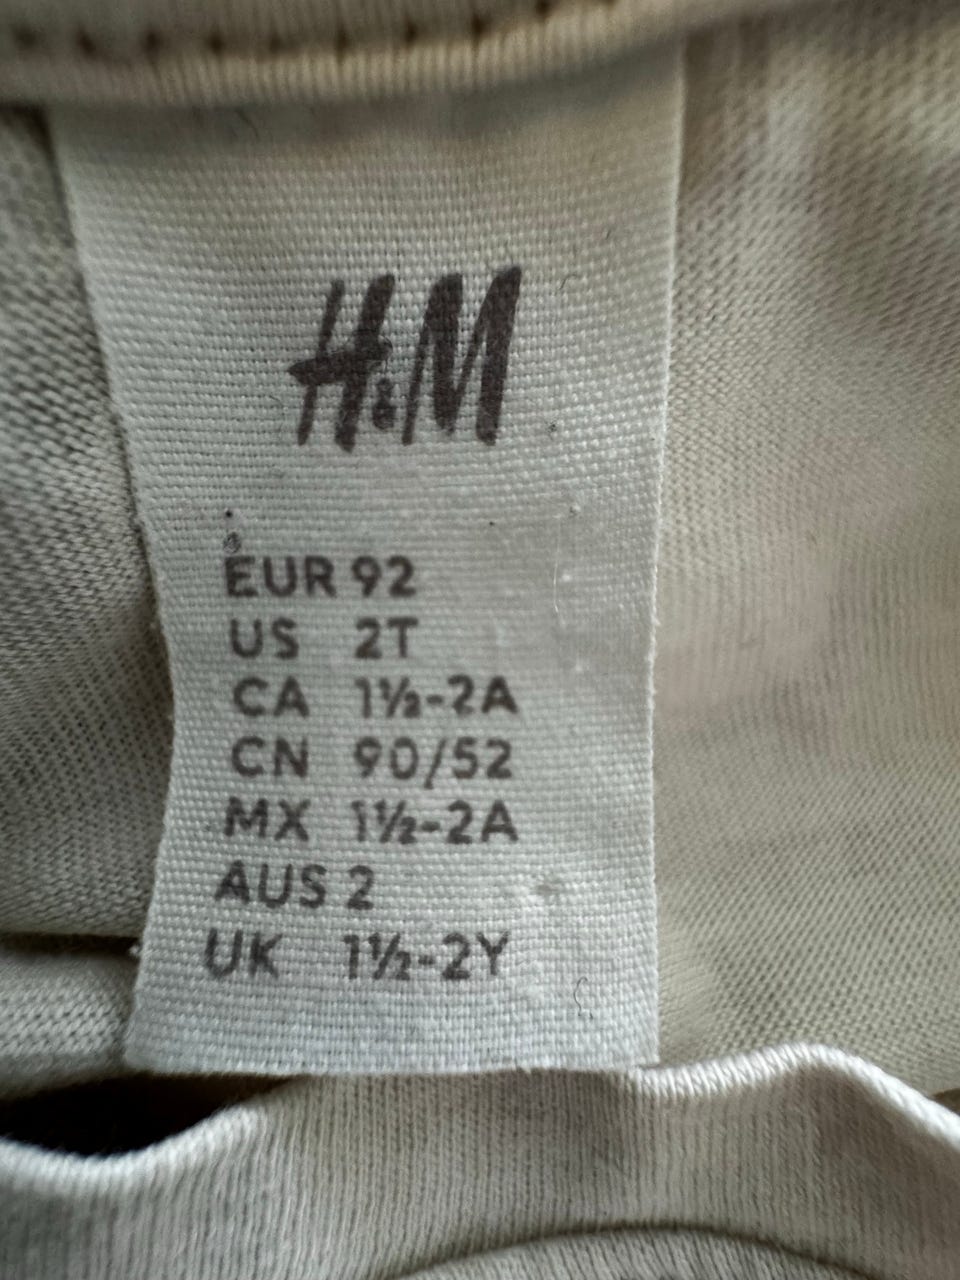 H&M
EUR 92
US 2T
CA 1½-2A
CN 90/52
MX 1½-2A
AUS 2
UK 1½-2Y